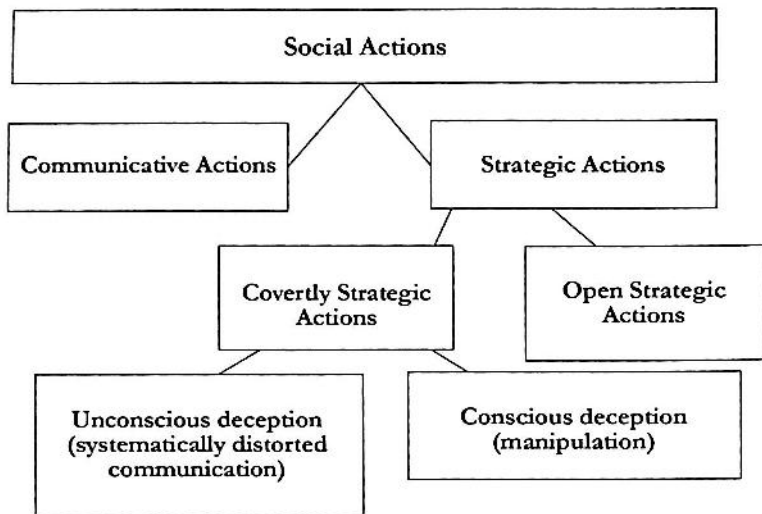 Social Actions
Communicative Actions
Strategic Actions
Covertly Strategic
Actions
Open Strategic
Actions
Unconscious deception
(systematically distorted
communication)
Conscious deception
(manipulation)